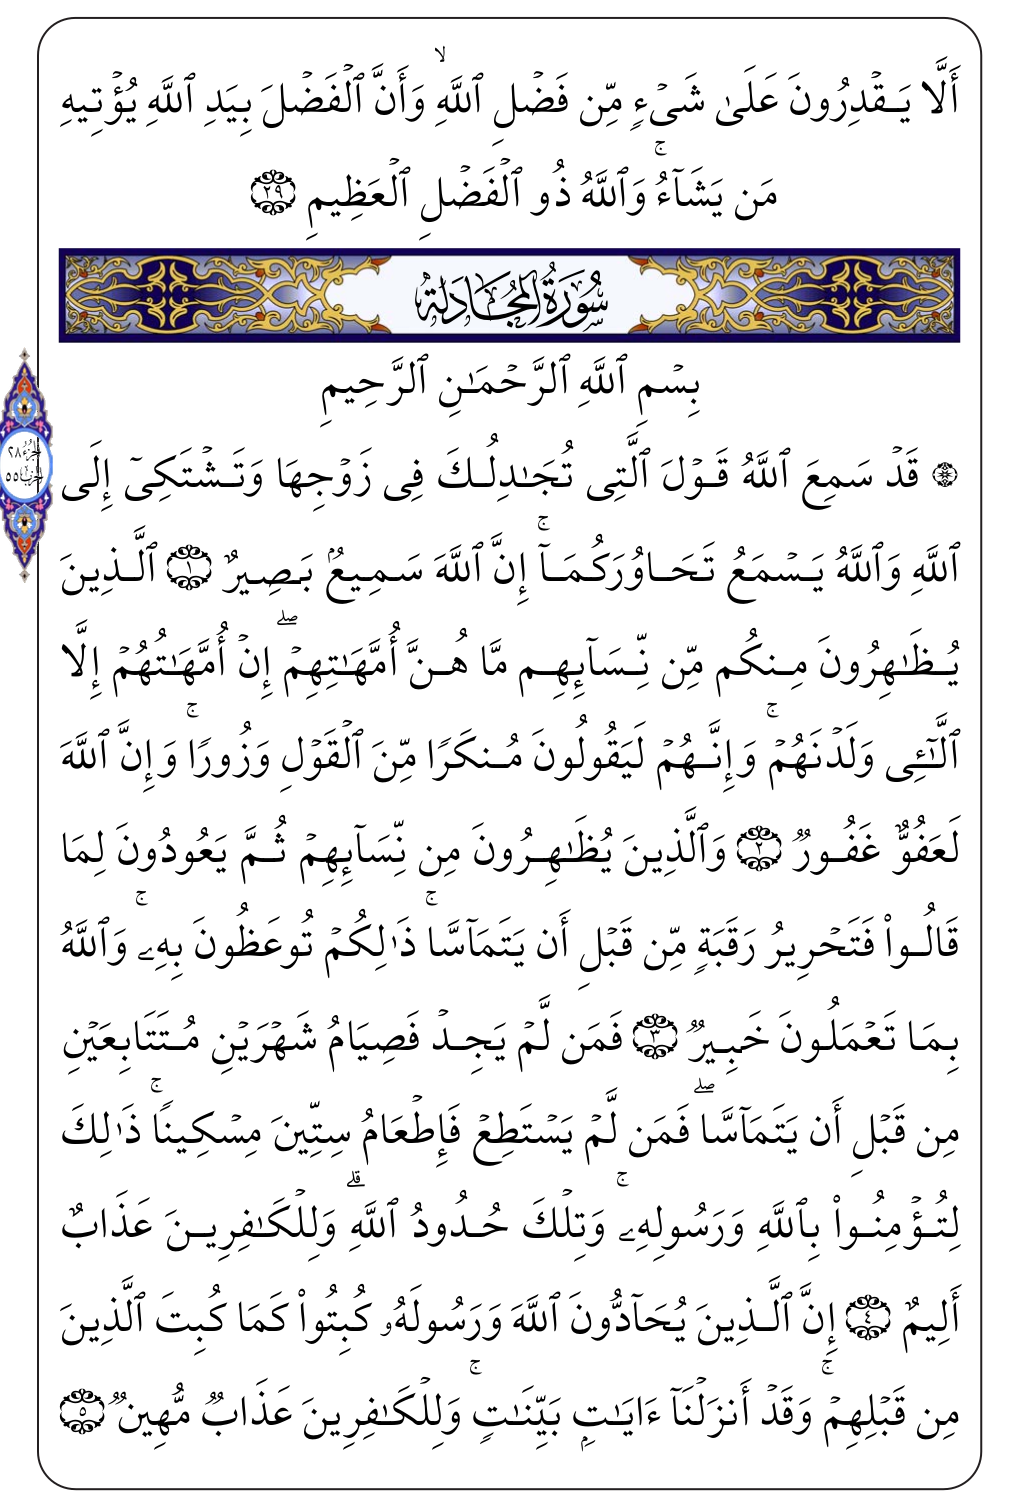 أَلَّا يَقۡدِرُونَ عَلَىٰ شَىۡءٖ مِّن فَضۡلِ ٱللَّهِۙ وَأَنَّ ٱلۡفَضۡلَ بِيَدِ ٱللَّهِ يُؤۡتِيهِ
مَن يَشَآءُۚ وَٱللَّهُ ذُو ٱلۡفَضۡلِ ٱلۡعَظِيمِ ٢٩
سُورَةُ المُجَادلة
بِسۡمِ ٱللَّهِ ٱلرَّحۡمَـٰنِ ٱلرَّحِيمِ
الجزء ٢٨
الحزب ٥٥
۞ قَدۡ سَمِعَ ٱللَّهُ قَوۡلَ ٱلَّتِى تُجَـٰدِلُكَ فِى زَوۡجِهَا وَتَشۡتَكِىٓ إِلَى
ٱللَّهِ وَٱللَّهُ يَسۡمَعُ تَحَاوُرَكُمَآۚ إِنَّ ٱللَّهَ سَمِيعُۢ بَصِيرٌ ١ ٱلَّذِينَ
يُظَـٰهِرُونَ مِنكُم مِّن نِّسَآئِهِم مَّا هُنَّ أُمَّهَـٰتِهِمۡۖ إِنۡ أُمَّهَـٰتُهُمۡ إِلَّا
ٱلَّـٰٓـِٔى وَلَدۡنَهُمۡۚ وَإِنَّهُمۡ لَيَقُولُونَ مُنكَرٗا مِّنَ ٱلۡقَوۡلِ وَزُورٗاۚ وَإِنَّ ٱللَّهَ
لَعَفُوٌّ غَفُورٞ ٢ وَٱلَّذِينَ يُظَـٰهِرُونَ مِن نِّسَآئِهِمۡ ثُمَّ يَعُودُونَ لِمَا
قَالُواْ فَتَحۡرِيرُ رَقَبَةٖ مِّن قَبۡلِ أَن يَتَمَآسَّاۚ ذَٰلِكُمۡ تُوعَظُونَ بِهِۦۚ وَٱللَّهُ
بِمَا تَعۡمَلُونَ خَبِيرٞ ٣ فَمَن لَّمۡ يَجِدۡ فَصِيَامُ شَهۡرَيۡنِ مُتَتَابِعَيۡنِ
مِن قَبۡلِ أَن يَتَمَآسَّاۖ فَمَن لَّمۡ يَسۡتَطِعۡ فَإِطۡعَامُ سِتِّينَ مِسۡكِينٗاۚ ذَٰلِكَ
لِتُؤۡمِنُواْ بِٱللَّهِ وَرَسُولِهِۦۚ وَتِلۡكَ حُدُودُ ٱللَّهِۗ وَلِلۡكَـٰفِرِينَ عَذَابٌ
أَلِيمٌ ٤ إِنَّ ٱلَّذِينَ يُحَآدُّونَ ٱللَّهَ وَرَسُولَهُۥ كُبِتُواْ كَمَا كُبِتَ ٱلَّذِينَ
مِن قَبۡلِهِمۡۚ وَقَدۡ أَنزَلۡنَآ ءَايَـٰتِۭ بَيِّنَـٰتٖۚ وَلِلۡكَـٰفِرِينَ عَذَابٞ مُّهِينٞ ٥